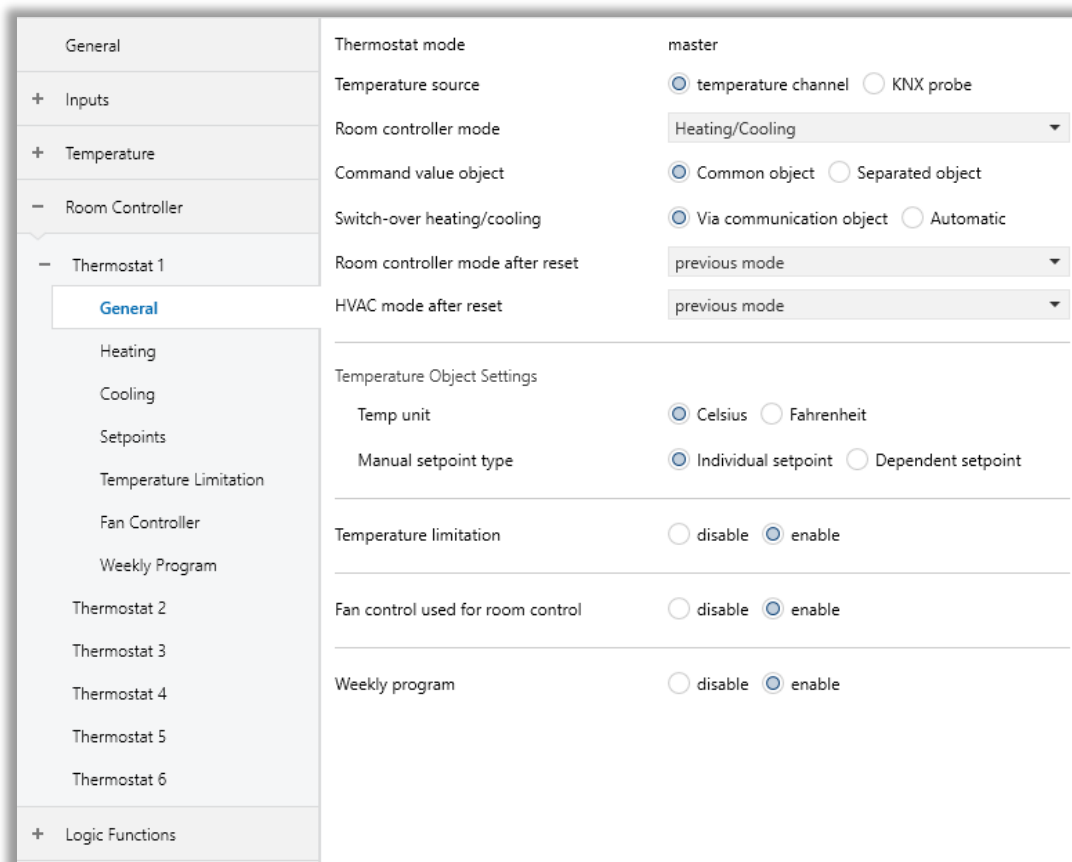 General
+ Inputs
+ Temperature
− Room Controller
− Thermostat 1
General
Heating
Cooling
Setpoints
Temperature Limitation
Fan Controller
Weekly Program
Thermostat 2
Thermostat 3
Thermostat 4
Thermostat 5
Thermostat 6
+ Logic Functions
Thermostat mode master
Temperature source temperature channel KNX probe
Room controller mode Heating/Cooling
Command value object Common object Separated object
Switch-over heating/cooling Via communication object Automatic
Room controller mode after reset previous mode
HVAC mode after reset previous mode
Temperature Object Settings
Temp unit Celsius Fahrenheit
Manual setpoint type Individual setpoint Dependent setpoint
Temperature limitation disable enable
Fan control used for room control disable enable
Weekly program disable enable